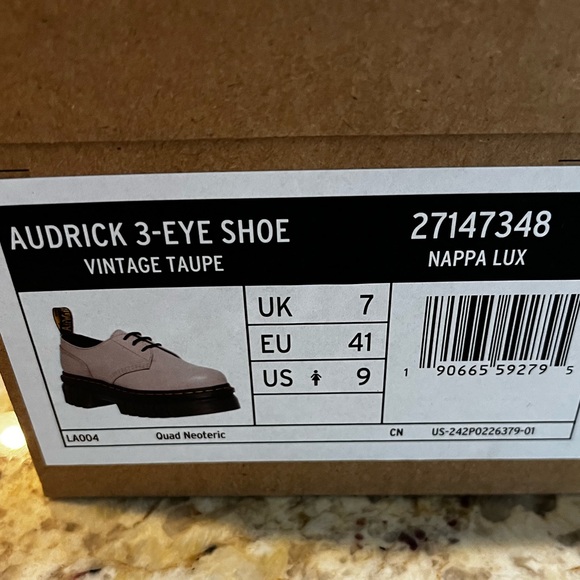 AUDRICK 3-EYE SHOE
VINTAGE TAUPE
27147348
NAPPA LUX
UK 7
EU 41
US 9
1 90665 59279 5
LA004 Quad Neoteric CN US-242P0226379-01